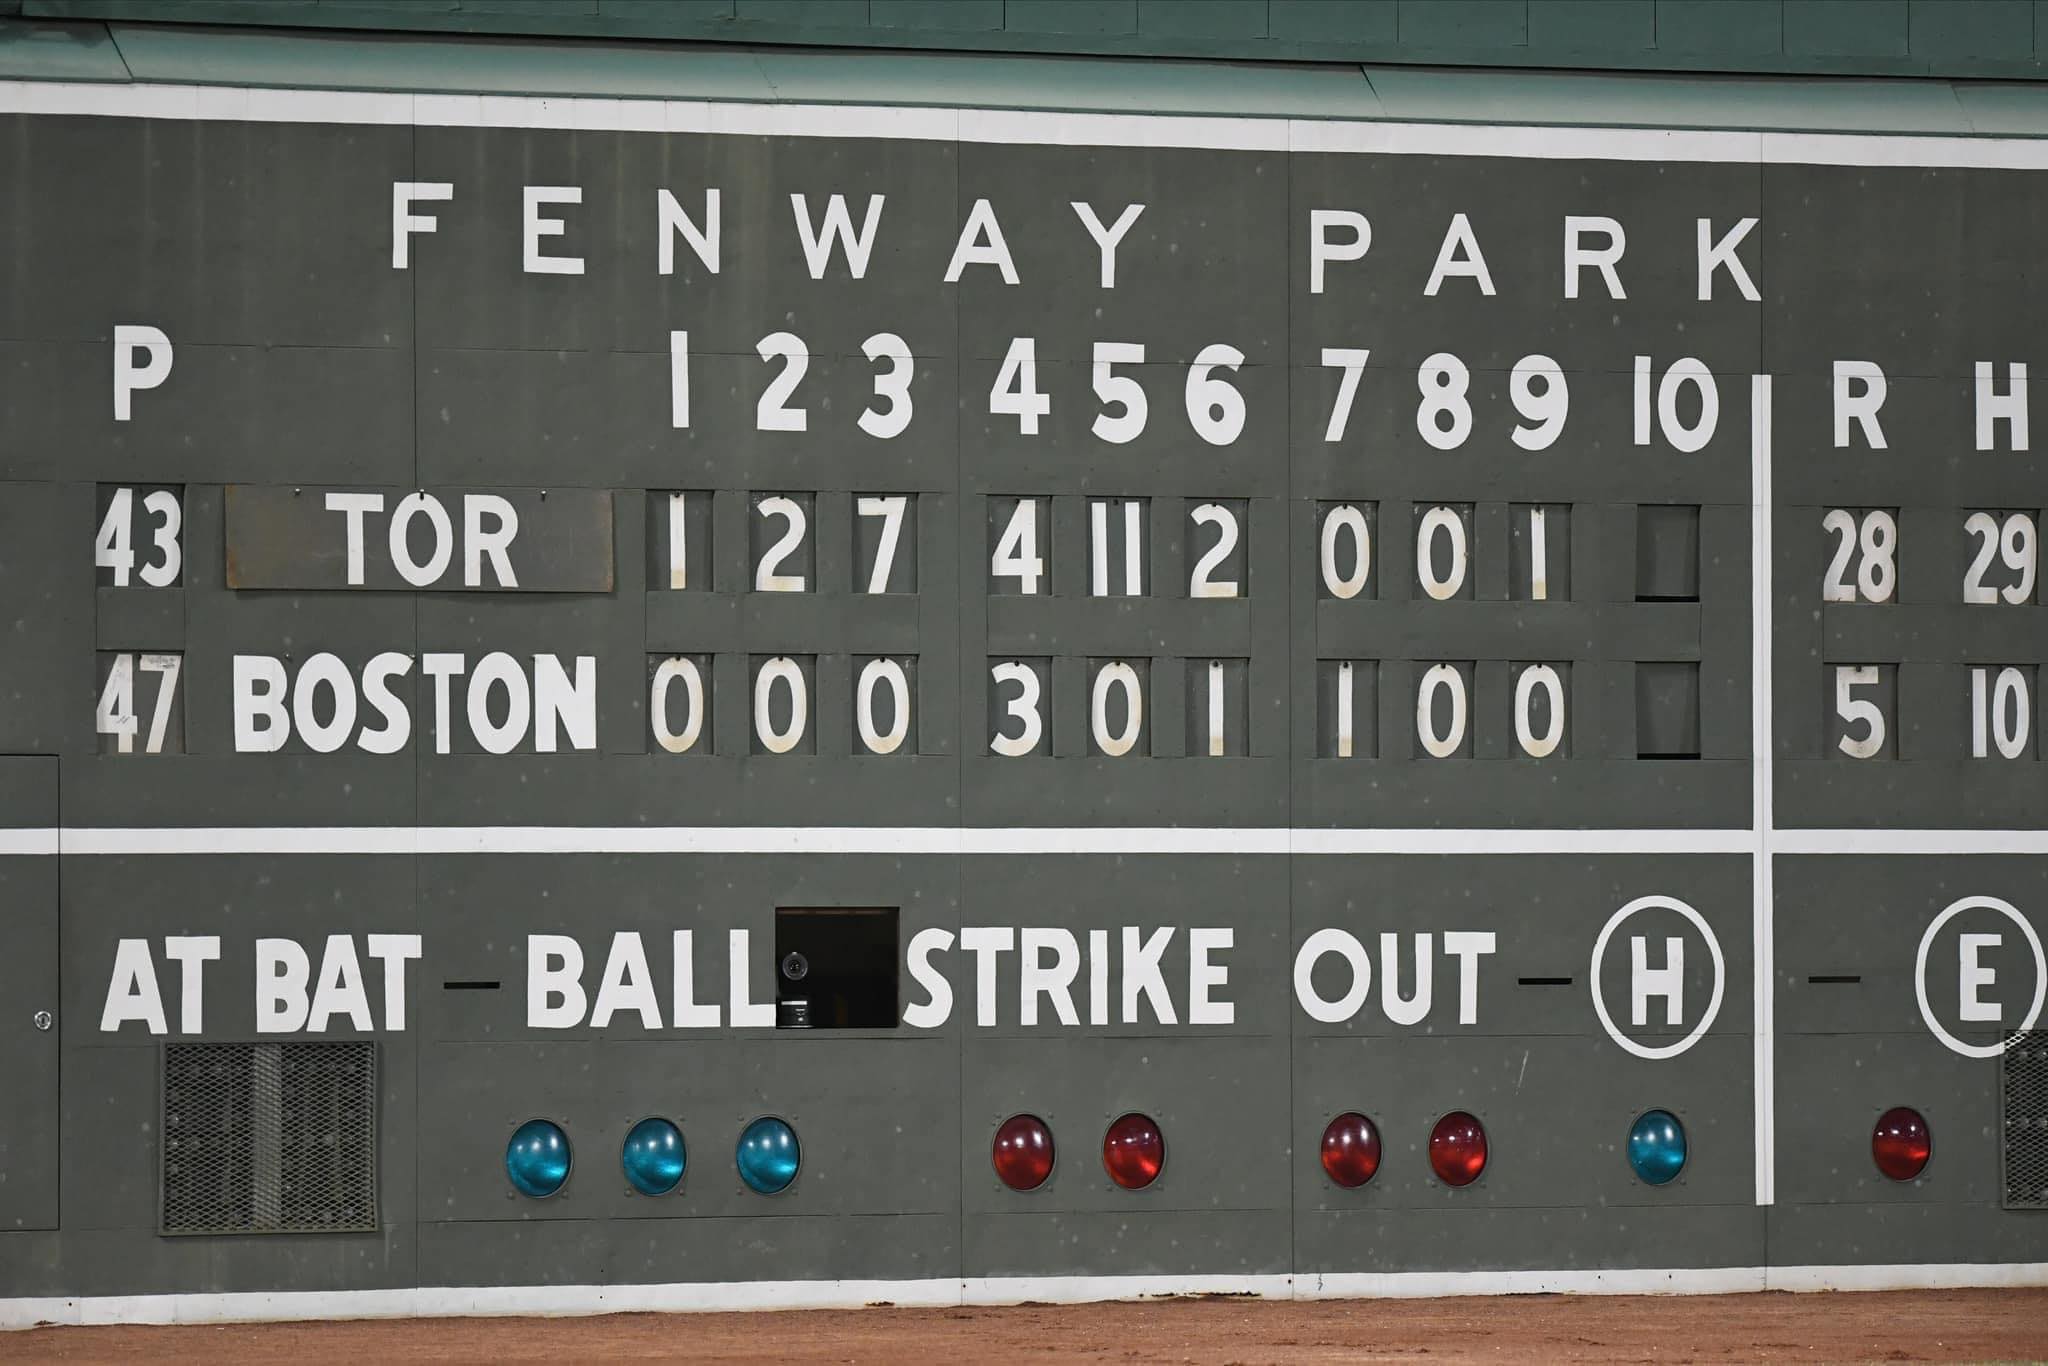 FENWAY PARK
P 1 2 3 4 5 6 7 8 9 10 R H
43 TOR 1 2 7 4 11 2 0 0 1 28 29
47 BOSTON 0 0 0 3 0 1 1 0 0 5 10
AT BAT – BALL STRIKE OUT – H – E